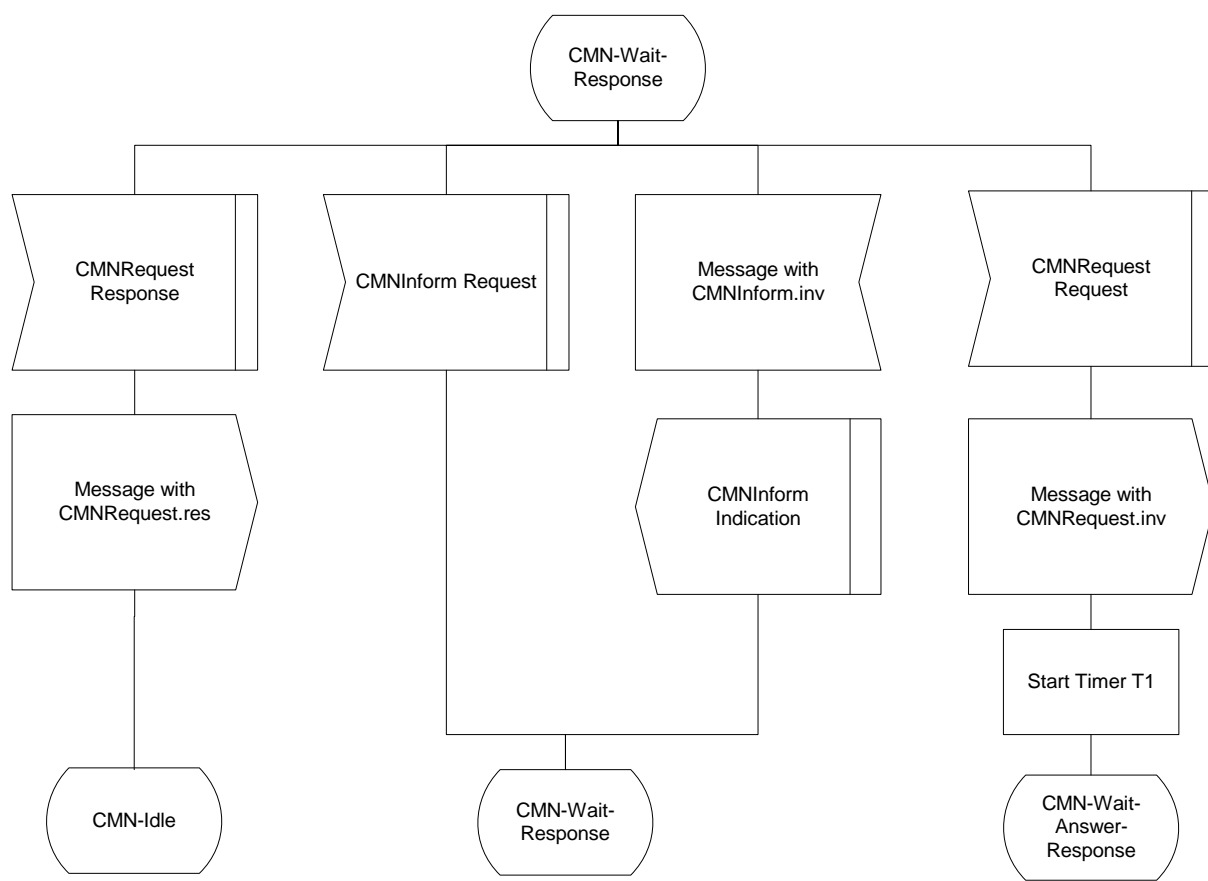 CMN-Wait-
Response
CMNRequest
Response
CMNInform Request
Message with
CMNInform.inv
CMNRequest
Request
Message with
CMNRequest.res
CMNInform
Indication
Message with
CMNRequest.inv
Start Timer T1
CMN-Idle
CMN-Wait-
Response
CMN-Wait-
Answer-
Response